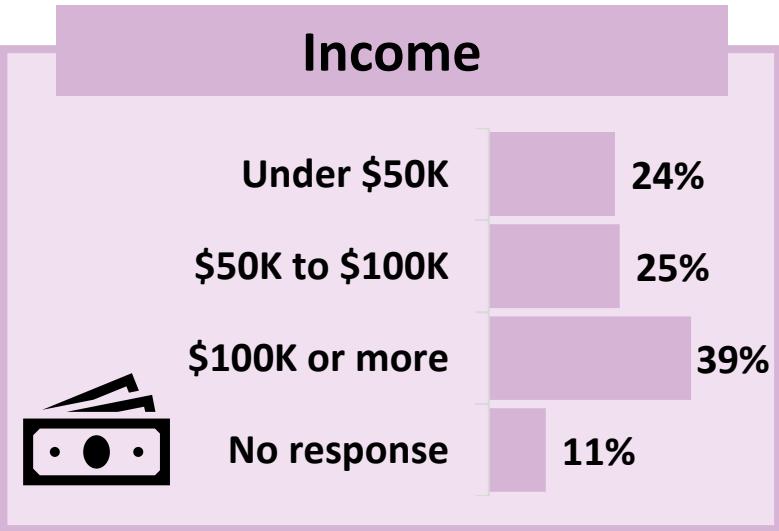 Income
Under $50K 24%
$50K to $100K 25%
$100K or more 39%
No response 11%